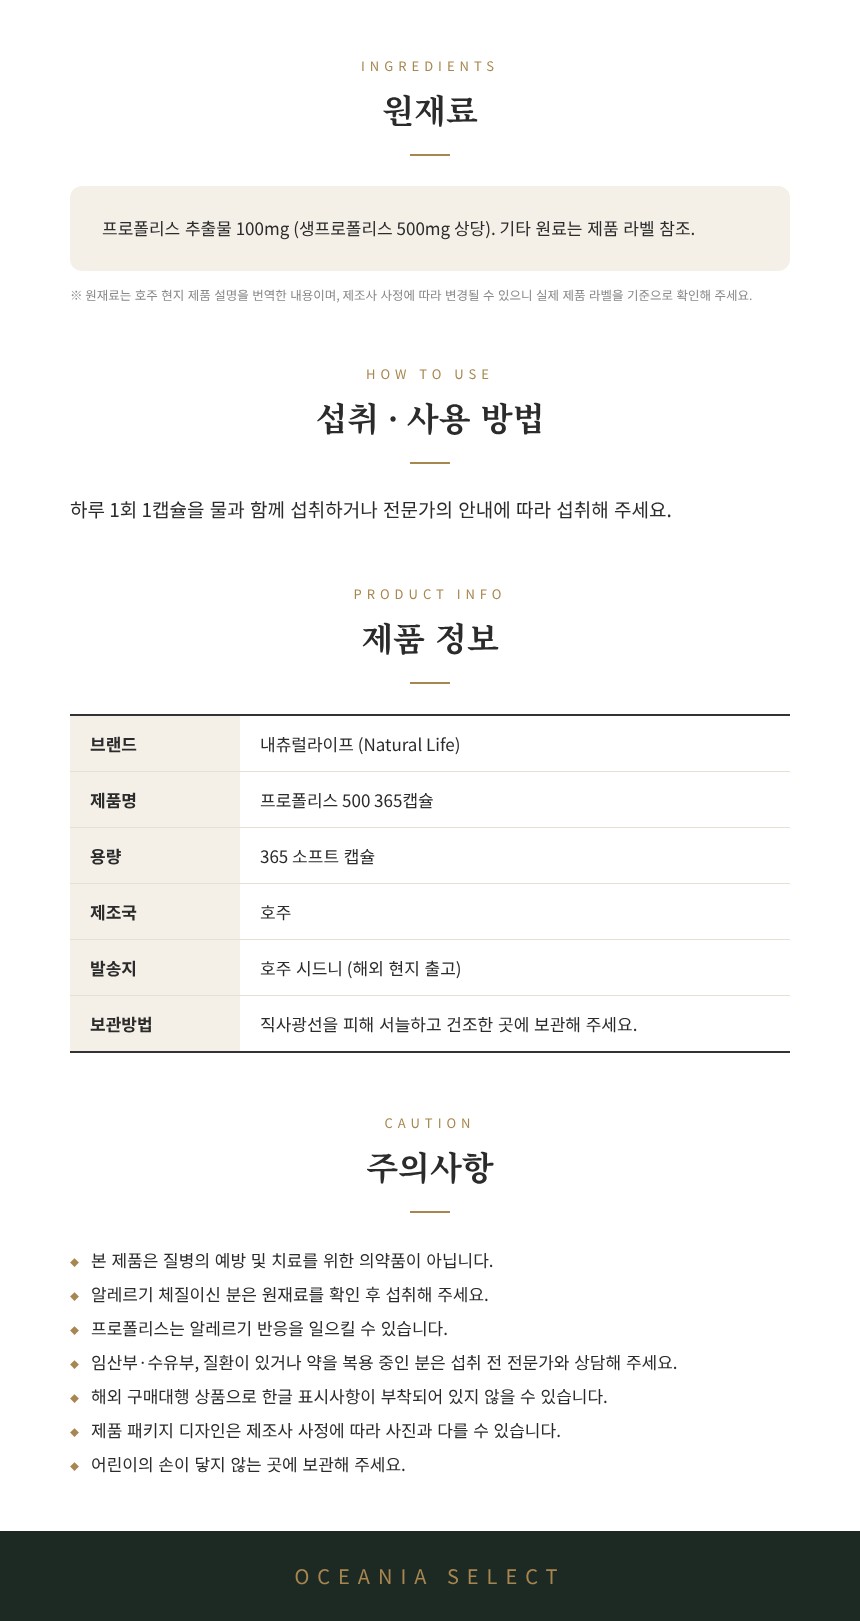 INGREDIENTS
원재료
프로폴리스 추출물 100mg (생프로폴리스 500mg 상당). 기타 원료는 제품 라벨 참조.
※ 원재료는 호주 현지 제품 설명을 번역한 내용이며, 제조사 사정에 따라 변경될 수 있으니 실제 제품 라벨을 기준으로 확인해 주세요.
HOW TO USE
섭취 · 사용 방법
하루 1회 1캡슐을 물과 함께 섭취하거나 전문가의 안내에 따라 섭취해 주세요.
PRODUCT INFO
제품 정보
브랜드 내츄럴라이프 (Natural Life)
제품명 프로폴리스 500 365캡슐
용량 365 소프트 캡슐
제조국 호주
발송지 호주 시드니 (해외 현지 출고)
보관방법 직사광선을 피해 서늘하고 건조한 곳에 보관해 주세요.
CAUTION
주의사항
◆ 본 제품은 질병의 예방 및 치료를 위한 의약품이 아닙니다.
◆ 알레르기 체질이신 분은 원재료를 확인 후 섭취해 주세요.
◆ 프로폴리스는 알레르기 반응을 일으킬 수 있습니다.
◆ 임산부·수유부, 질환이 있거나 약을 복용 중인 분은 섭취 전 전문가와 상담해 주세요.
◆ 해외 구매대행 상품으로 한글 표시사항이 부착되어 있지 않을 수 있습니다.
◆ 제품 패키지 디자인은 제조사 사정에 따라 사진과 다를 수 있습니다.
◆ 어린이의 손이 닿지 않는 곳에 보관해 주세요.
OCEANIA SELECT